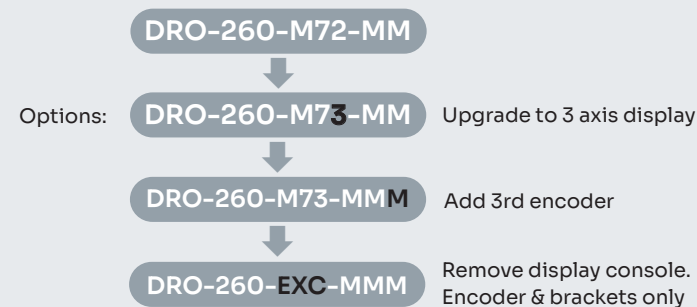 DRO-260-M72-MM
Options: DRO-260-M73-MM Upgrade to 3 axis display
DRO-260-M73-MMM Add 3rd encoder
DRO-260-EXC-MMM Remove display console.
Encoder & brackets only